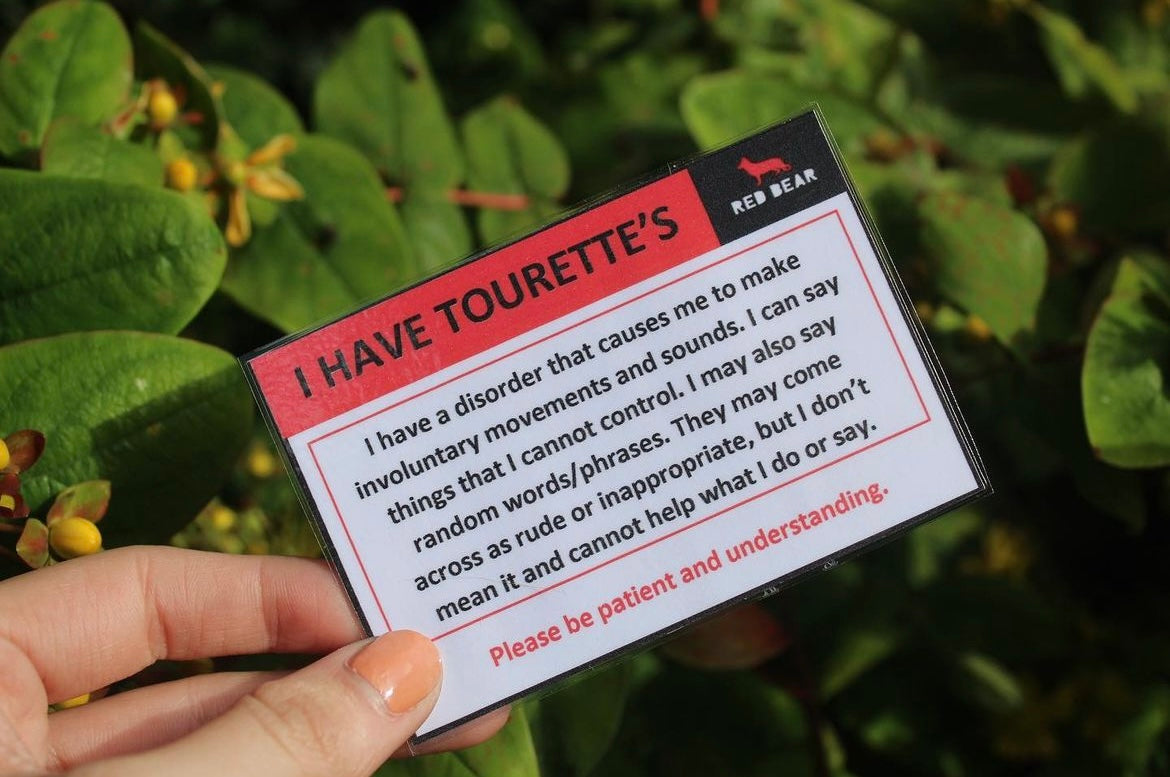 RED BEAR
I HAVE TOURETTE'S
I have a disorder that causes me to make
involuntary movements and sounds. I can say
things that I cannot control. I may also say
random words/phrases. They may come
across as rude or inappropriate, but I don't
mean it and cannot help what I do or say.
Please be patient and understanding.